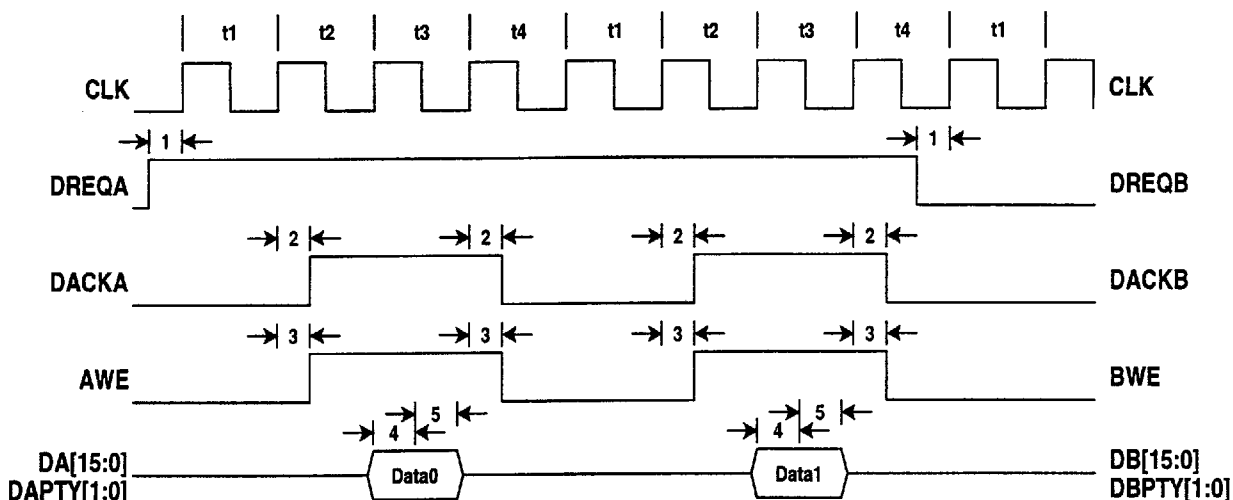 t1 t2 t3 t4 t1 t2 t3 t4 t1
CLK CLK
1 1
DREQA DREQB
2 2 2 2
DACKA DACKB
3 3 3 3
AWE BWE
5 5
4 4
DA[15:0] Data0 Data1 DB[15:0]
DAPTY[1:0] DBPTY[1:0]